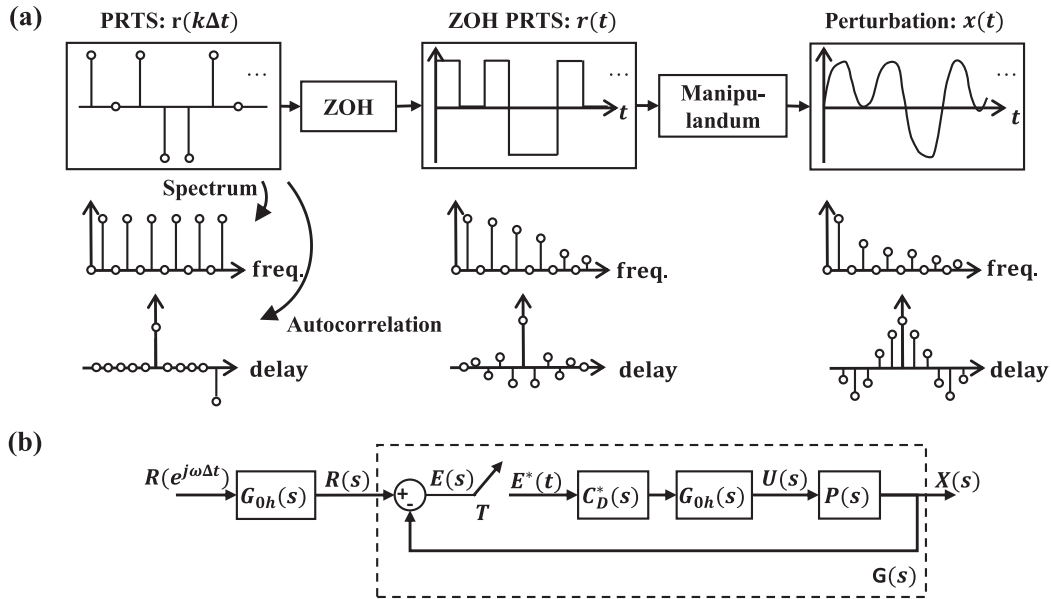 (a)
PRTS: r(kΔt)
ZOH PRTS: r(t)
Perturbation: x(t)
...
...
...
ZOH
t
Manipu-
landum
t
Spectrum
freq.
freq.
freq.
Autocorrelation
delay
delay
delay
(b)
R(e^{jωΔt})
G_{0h}(s)
R(s)
+
-
E(s)
T
E*(t)
C*_D(s)
G_{0h}(s)
U(s)
P(s)
X(s)
G(s)